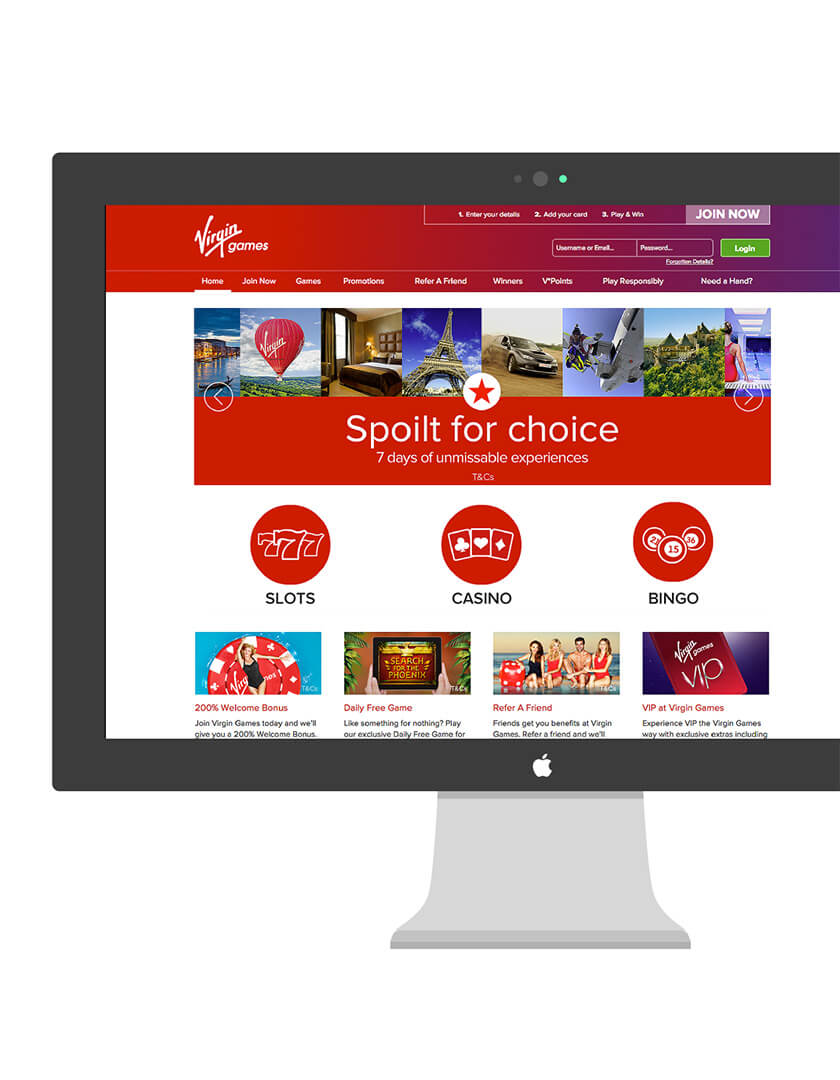 1. Enter your details 2. Add your card 3. Play & Win JOIN NOW
Virgin games
Username or Email... Password... Login
Forgotten Details?
Home Join Now Games Promotions Refer A Friend Winners V*Points Play Responsibly Need a Hand?
Virgin
Spoilt for choice
7 days of unmissable experiences
T&Cs
777
24 15 36
SLOTS CASINO BINGO
Virgin games
SEARCH
FOR THE
PHOENIX
VIP
T&Cs T&Cs T&Cs
200% Welcome Bonus Daily Free Game Refer A Friend VIP at Virgin Games
Join Virgin Games today and we'll Like something for nothing? Play Friends get you benefits at Virgin Experience VIP the Virgin Games
give you a 200% Welcome Bonus. our exclusive Daily Free Game for Games. Refer a friend and we'll way with exclusive extras including